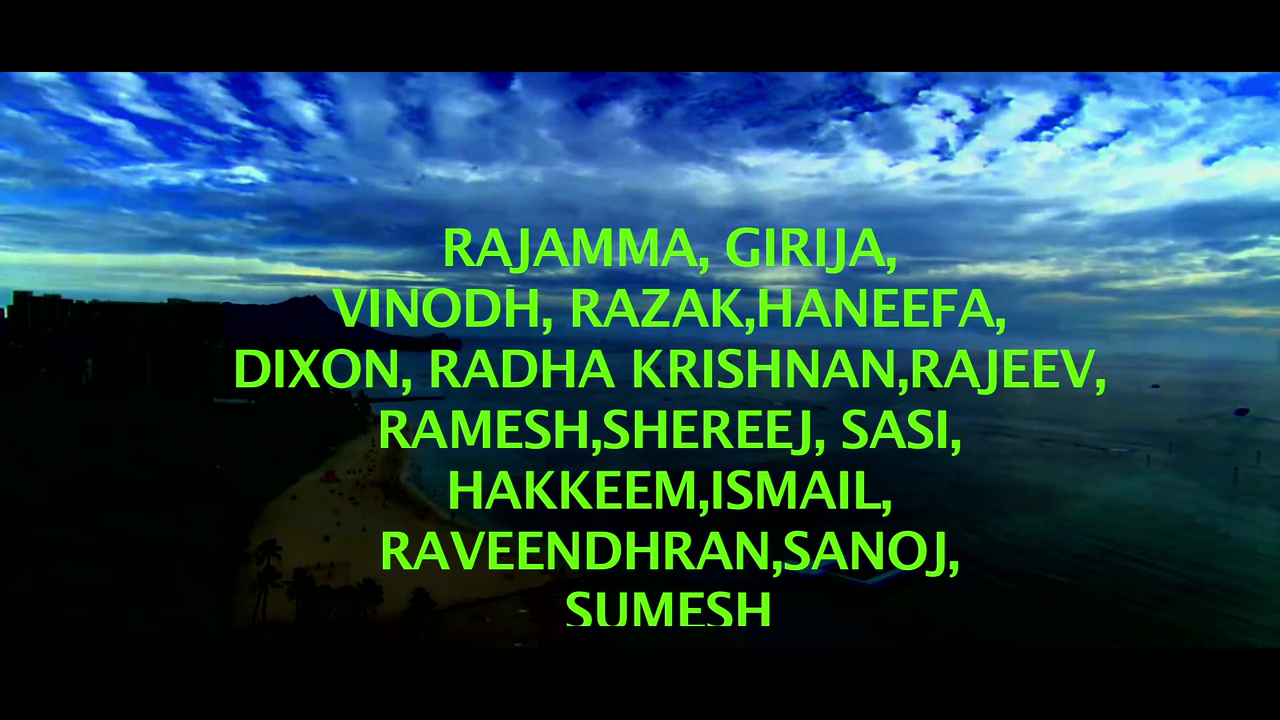 RAJAMMA, GIRIJA,
VINODH, RAZAK,HANEEFA,
DIXON, RADHA KRISHNAN,RAJEEV,
RAMESH,SHEREEJ, SASI,
HAKKEEM,ISMAIL,
RAVEENDHRAN,SANOJ,
SUMESH